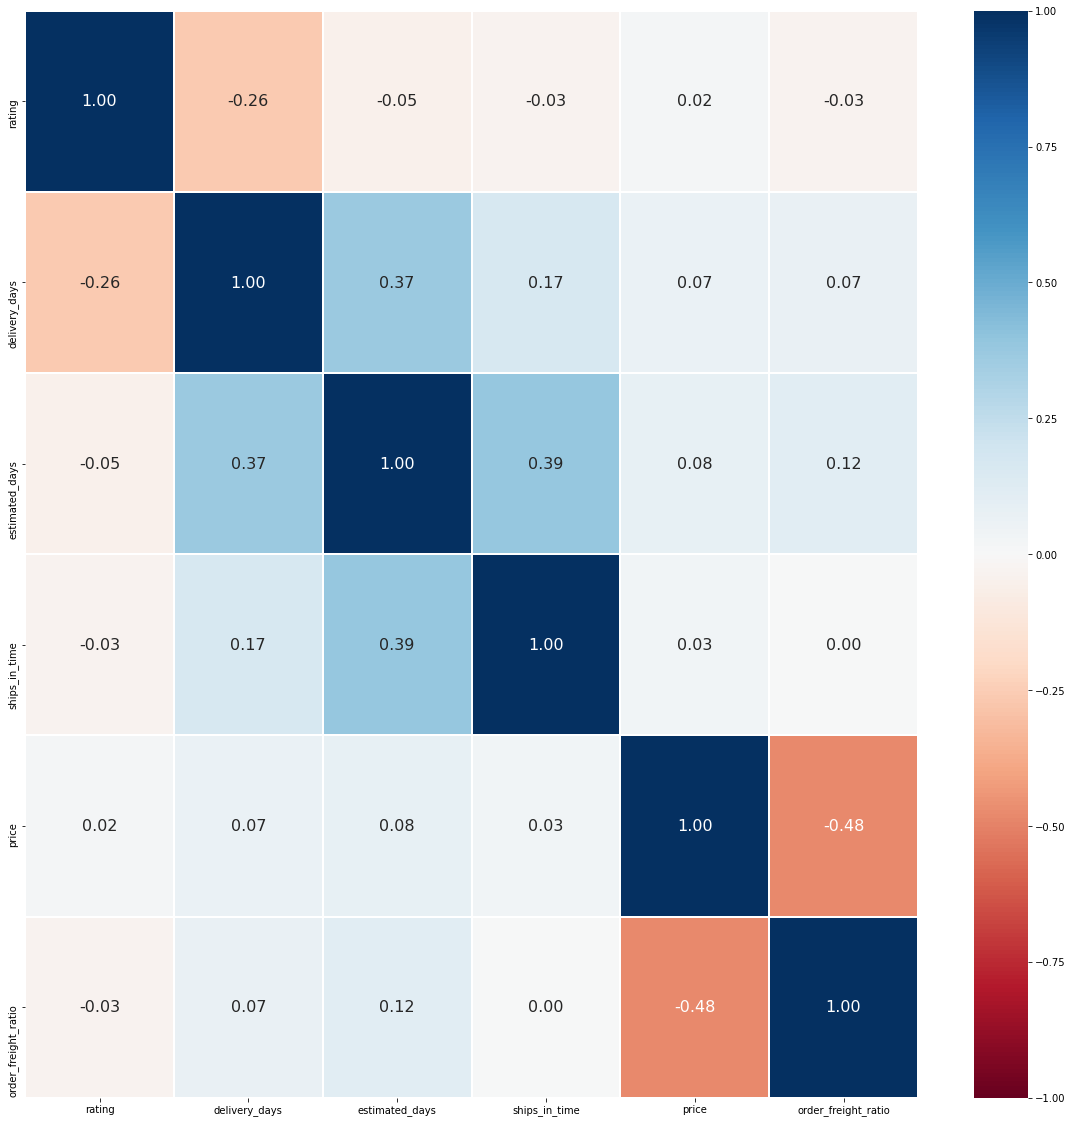 rating 1.00 -0.26 -0.05 -0.03 0.02 -0.03
delivery_days -0.26 1.00 0.37 0.17 0.07 0.07
estimated_days -0.05 0.37 1.00 0.39 0.08 0.12
ships_in_time -0.03 0.17 0.39 1.00 0.03 0.00
price 0.02 0.07 0.08 0.03 1.00 -0.48
order_freight_ratio -0.03 0.07 0.12 0.00 -0.48 1.00
rating delivery_days estimated_days ships_in_time price order_freight_ratio
1.00
0.75
0.50
0.25
0.00
−0.25
−0.50
−0.75
−1.00